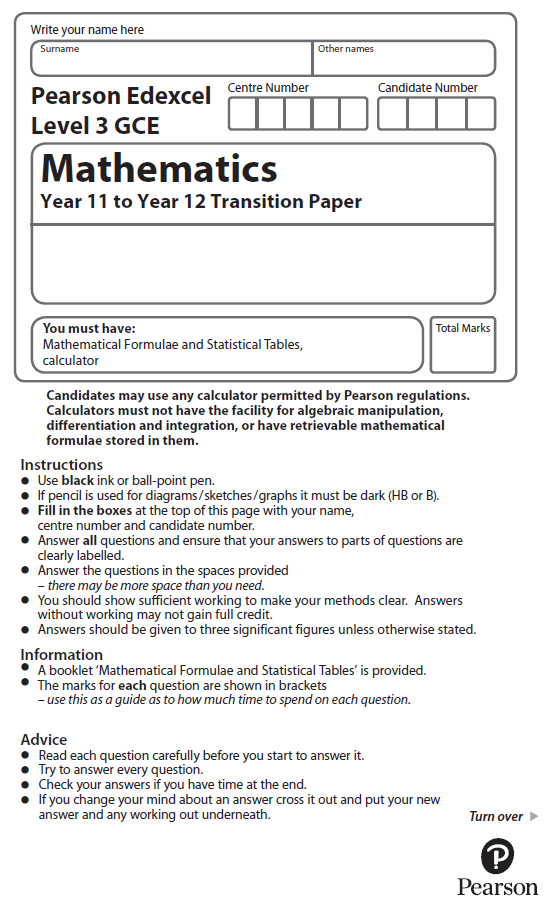 Write your name here
Surname
Other names
Pearson Edexcel
Level 3 GCE
Centre Number
Candidate Number
Mathematics
Year 11 to Year 12 Transition Paper
You must have:
Mathematical Formulae and Statistical Tables,
calculator
Total Marks
Candidates may use any calculator permitted by Pearson regulations.
Calculators must not have the facility for algebraic manipulation,
differentiation and integration, or have retrievable mathematical
formulae stored in them.
Instructions
● Use black ink or ball-point pen.
● If pencil is used for diagrams/sketches/graphs it must be dark (HB or B).
● Fill in the boxes at the top of this page with your name,
centre number and candidate number.
● Answer all questions and ensure that your answers to parts of questions are
clearly labelled.
● Answer the questions in the spaces provided
– there may be more space than you need.
● You should show sufficient working to make your methods clear. Answers
without working may not gain full credit.
● Answers should be given to three significant figures unless otherwise stated.
Information
● A booklet ‘Mathematical Formulae and Statistical Tables’ is provided.
● The marks for each question are shown in brackets
– use this as a guide as to how much time to spend on each question.
Advice
● Read each question carefully before you start to answer it.
● Try to answer every question.
● Check your answers if you have time at the end.
● If you change your mind about an answer cross it out and put your new
answer and any working out underneath.
Turn over
Pearson